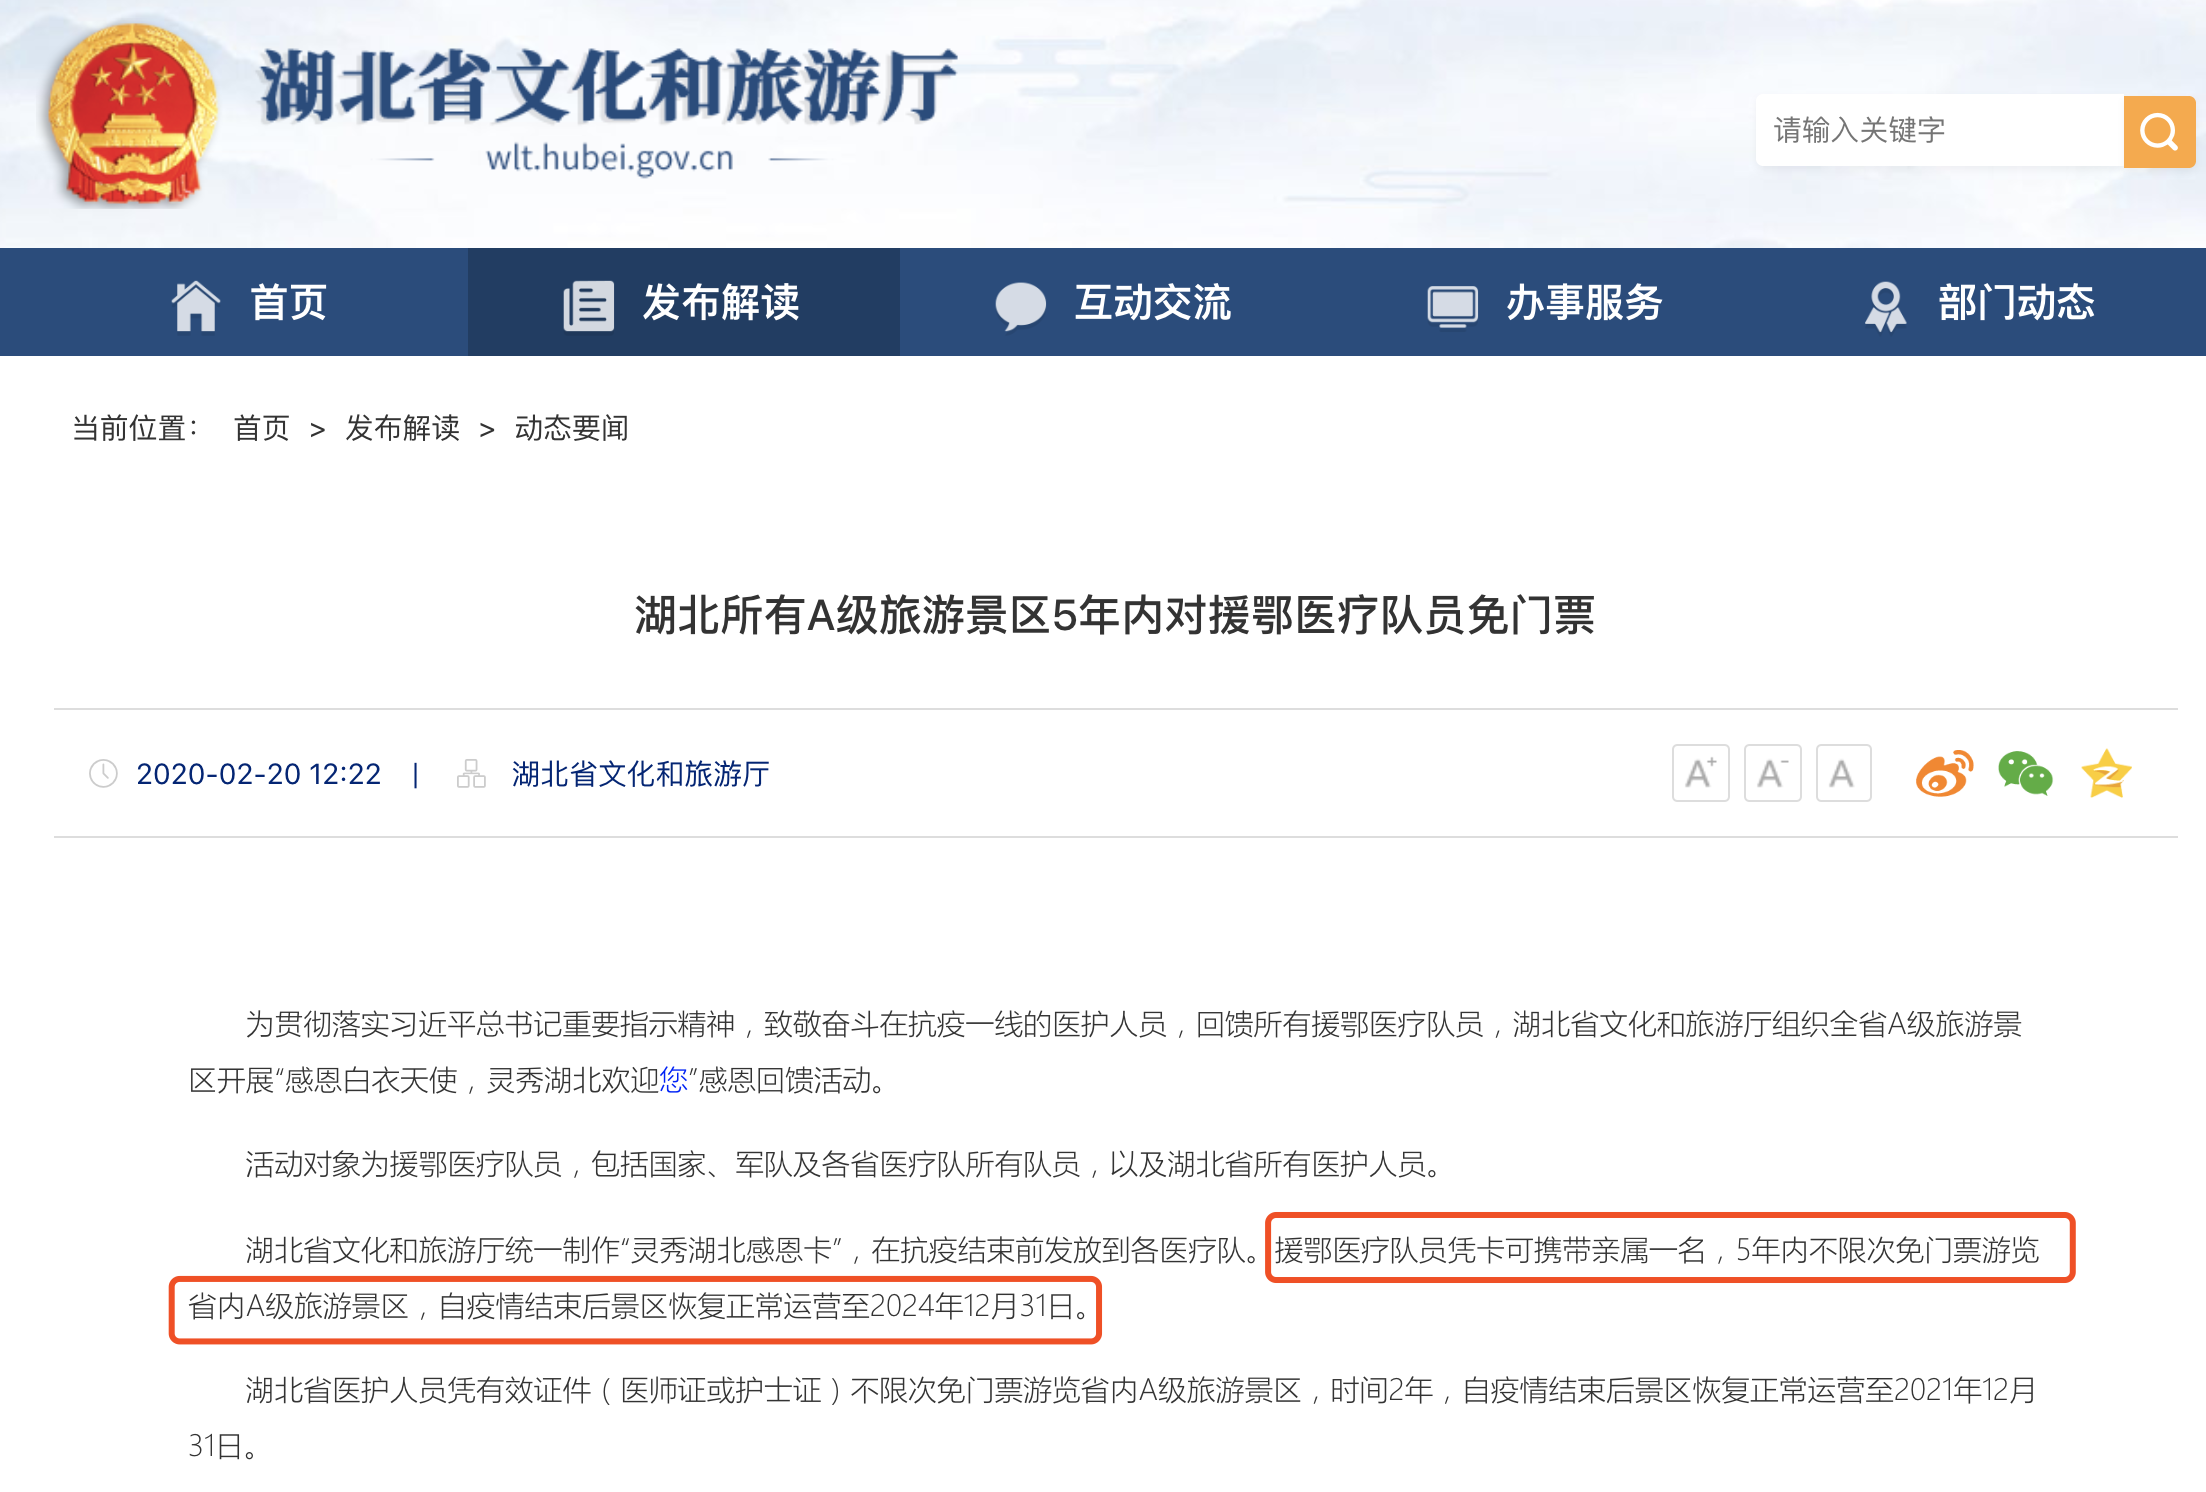 湖北省文化和旅游厅
wlt.hubei.gov.cn
请输入关键字
首页 发布解读 互动交流 办事服务 部门动态
当前位置： 首页 > 发布解读 > 动态要闻
湖北所有A级旅游景区5年内对援鄂医疗队员免门票
2020-02-20 12:22 | 湖北省文化和旅游厅 A+ A- A
为贯彻落实习近平总书记重要指示精神，致敬奋斗在抗疫一线的医护人员，回馈所有援鄂医疗队员，湖北省文化和旅游厅组织全省A级旅游景
区开展“感恩白衣天使，灵秀湖北欢迎您”感恩回馈活动。
活动对象为援鄂医疗队员，包括国家、军队及各省医疗队所有队员，以及湖北省所有医护人员。
湖北省文化和旅游厅统一制作“灵秀湖北感恩卡”，在抗疫结束前发放到各医疗队。援鄂医疗队员凭卡可携带亲属一名，5年内不限次免门票游览
省内A级旅游景区，自疫情结束后景区恢复正常运营至2024年12月31日。
湖北省医护人员凭有效证件（医师证或护士证）不限次免门票游览省内A级旅游景区，时间2年，自疫情结束后景区恢复正常运营至2021年12月
31日。